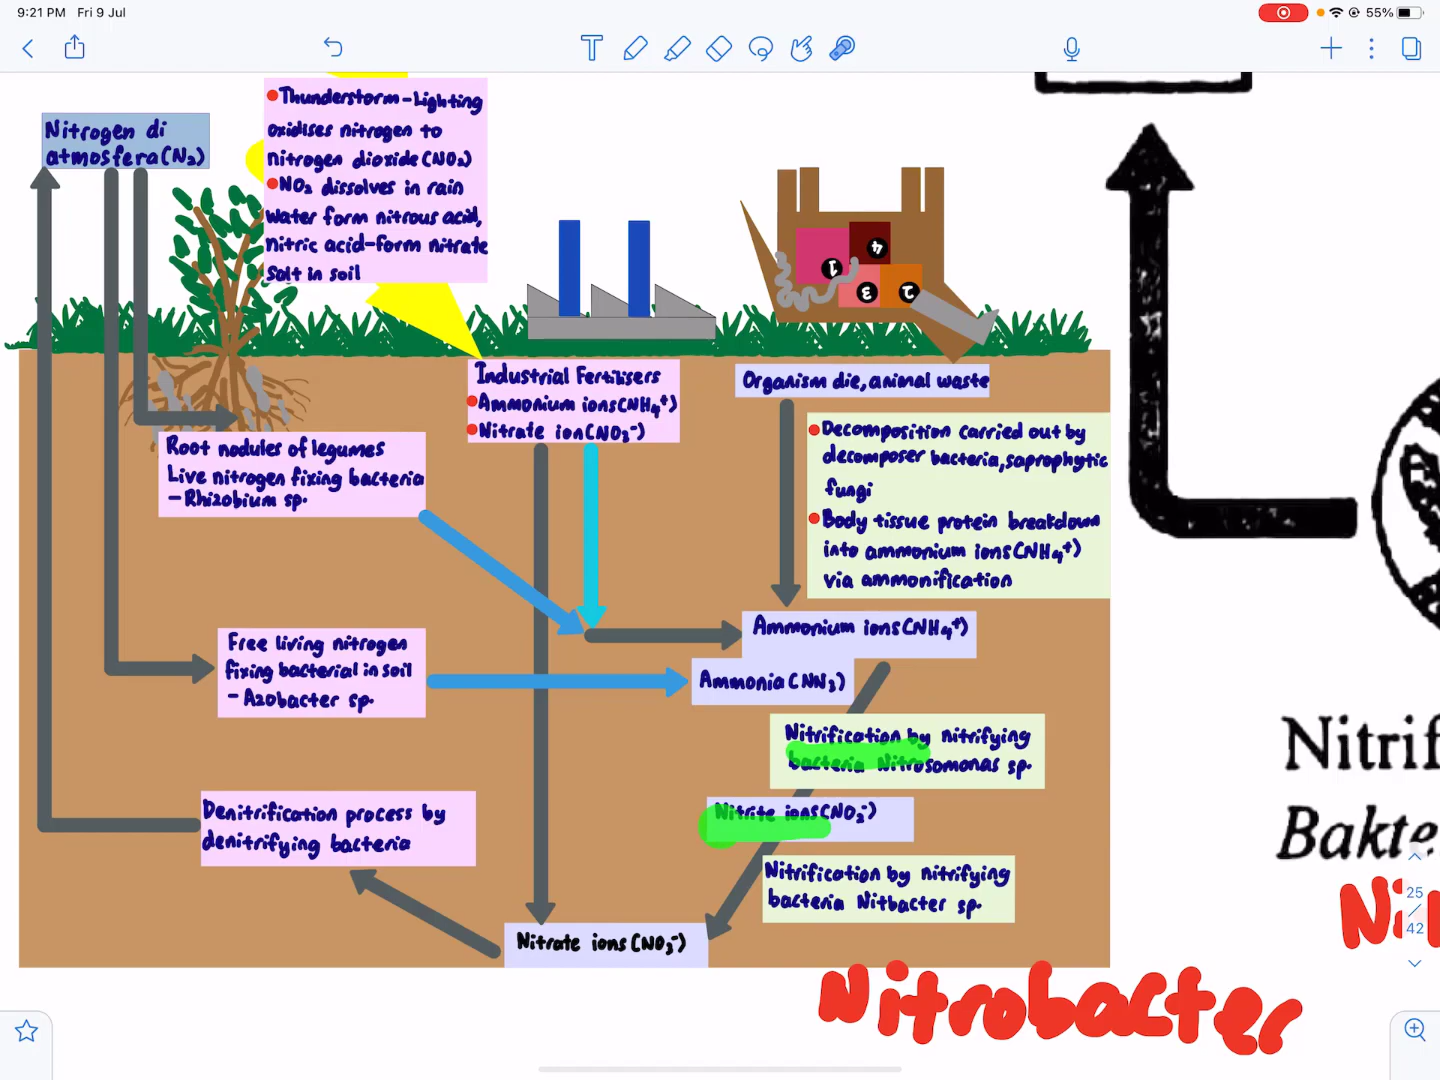 9:21 PM Fri 9 Jul
55%
Nitrogen di
atmosfera(N₂)
Thunderstorm-Lighting
oxidises nitrogen to
nitrogen dioxide(NO₂)
NO₂ dissolves in rain
water form nitrous acid,
nitric acid-form nitrate
salt in soil
1
4
3
2
Industrial Fertilisers
Ammonium ions(NH₄⁺)
Nitrate ion(NO₃⁻)
Organism die, animal waste
Root nodules of legumes
Live nitrogen fixing bacteria
- Rhizobium sp.
Decomposition carried out by
decomposer bacteria, saprophytic
fungi
Body tissue protein breakdown
into ammonium ions(NH₄⁺)
via ammonification
Free living nitrogen
fixing bacterial in soil
- Azobacter sp.
Ammonium ions(NH₄⁺)
Ammonia(NN₃)
Nitrification by nitrifying
bacteria Nitrosomonas sp.
Nitrite ions(NO₂⁻)
Denitrification process by
denitrifying bacteria
Nitrification by nitrifying
bacteria Nitbacter sp.
Nitrate ions(NO₃⁻)
Nitrobacter
Nitrif
Bakte
25
/
42